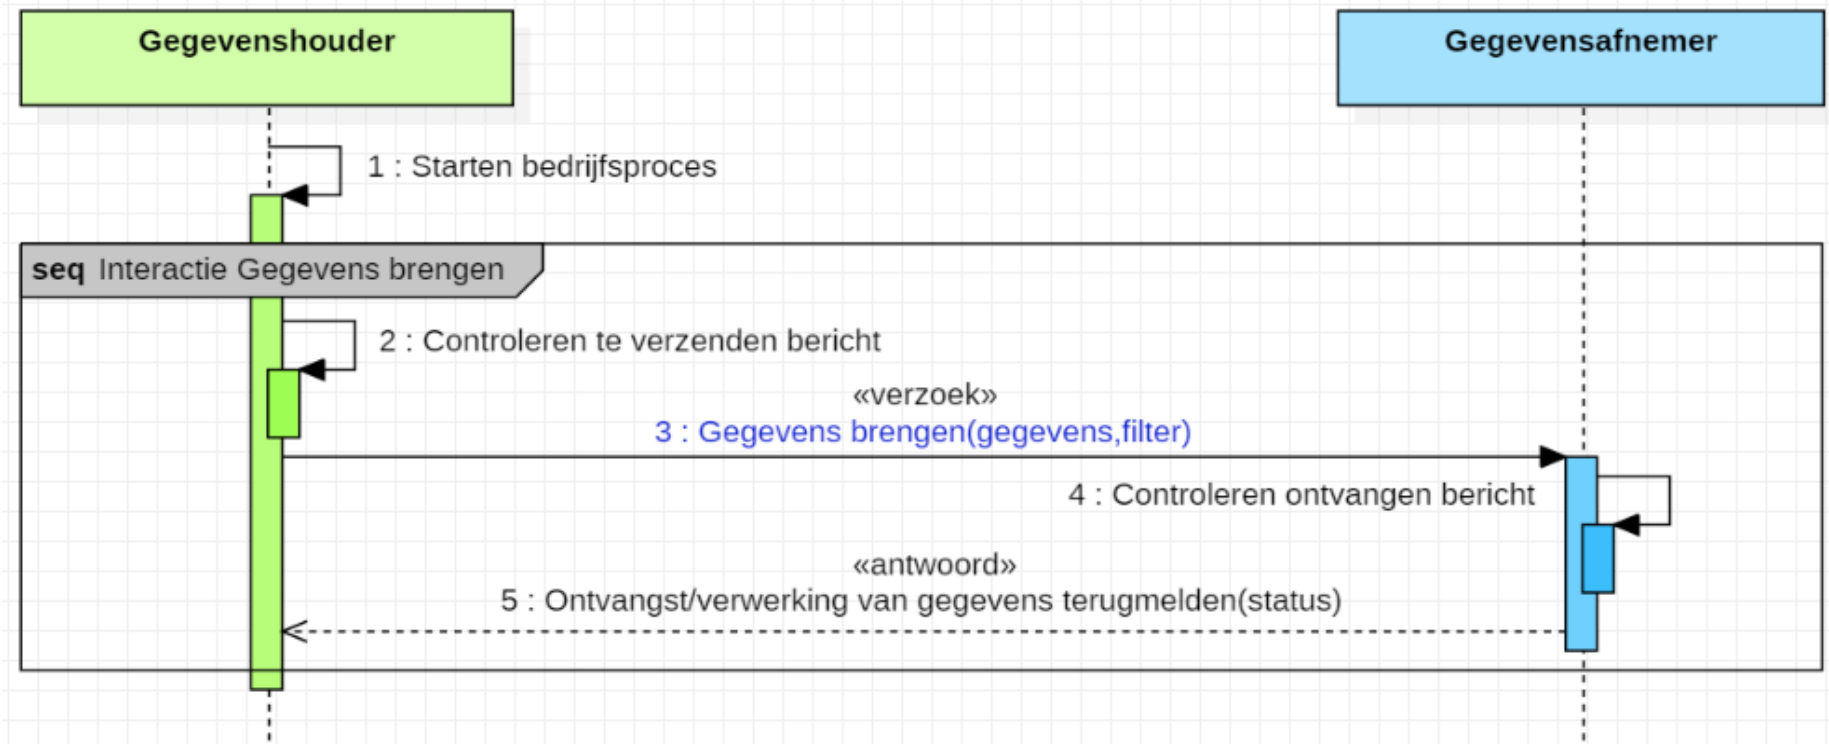 Gegevenshouder
Gegevensafnemer
1 : Starten bedrijfsproces
seq Interactie Gegevens brengen
2 : Controleren te verzenden bericht
«verzoek»
3 : Gegevens brengen(gegevens,filter)
4 : Controleren ontvangen bericht
«antwoord»
5 : Ontvangst/verwerking van gegevens terugmelden(status)